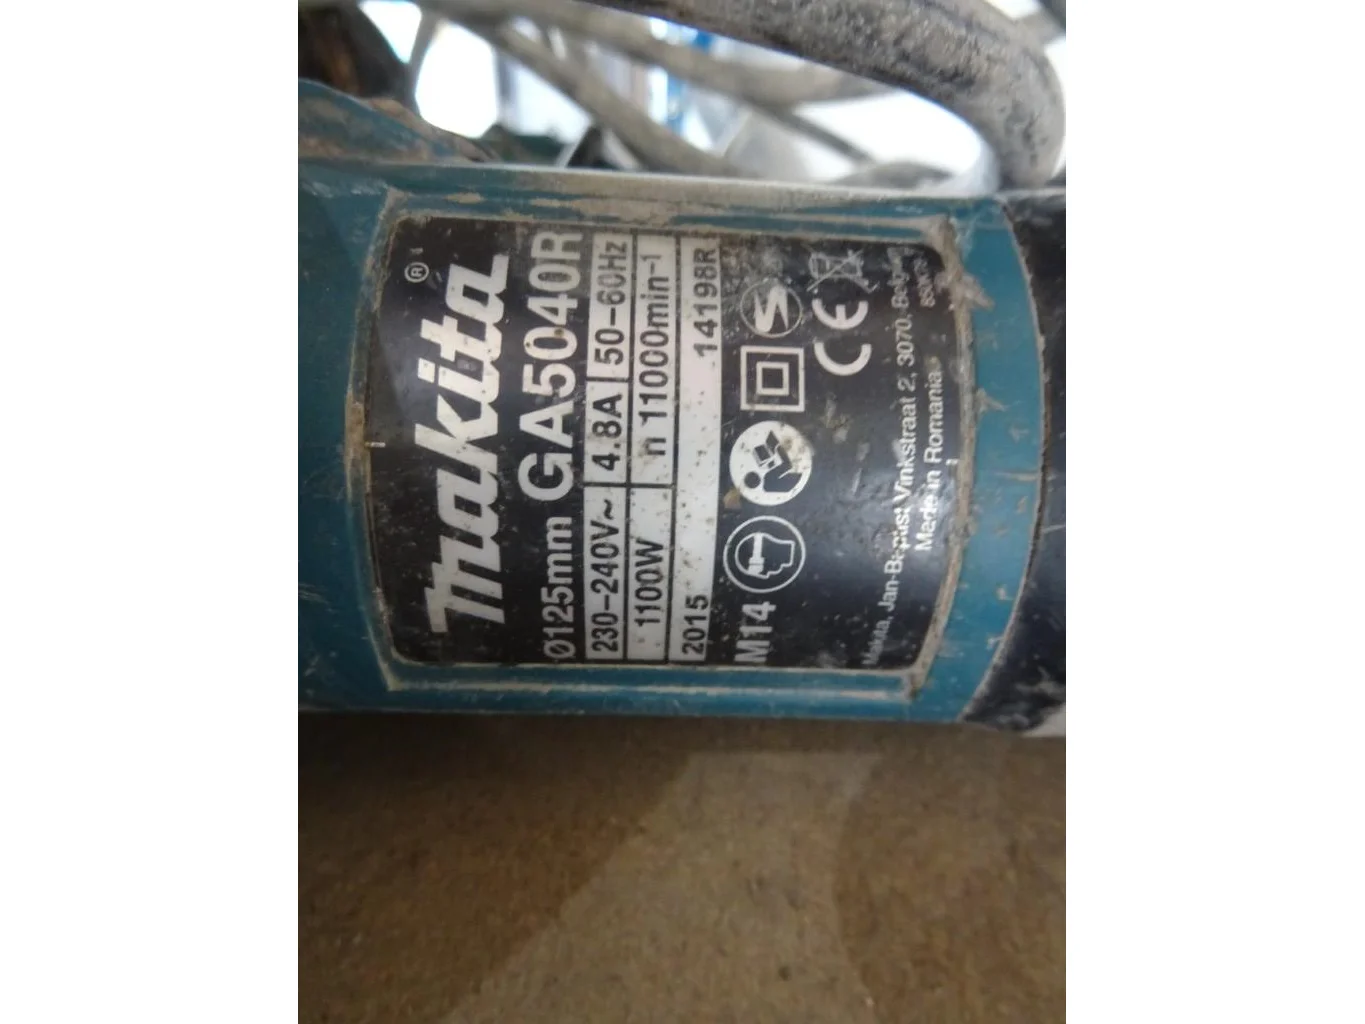 makita®
Ø125mm GA5040R
230-240V~ 4.8A 50-60Hz
1100W n 11000min⁻¹
2015 14198R
M14 CE
Makita, Jan-Baptist Vinkstraat 2, 3070, Belgium
Made in Romania